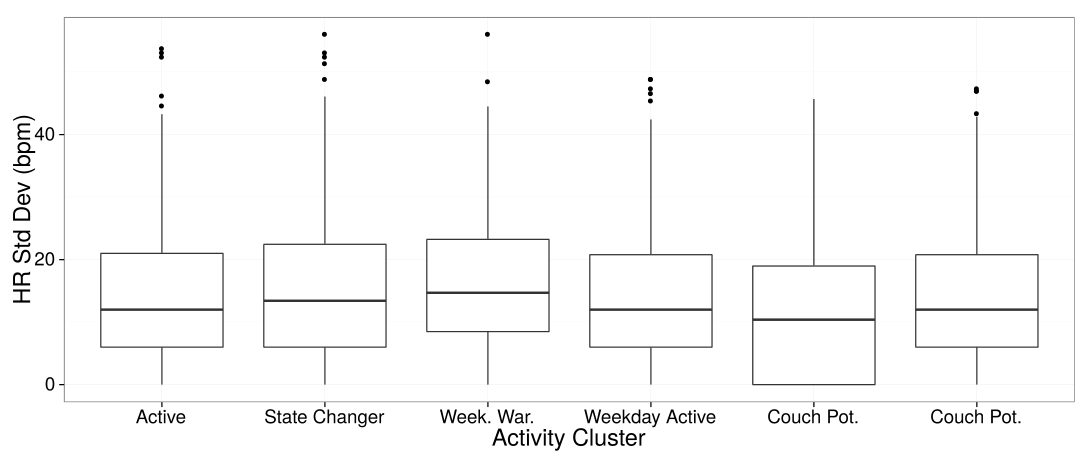 HR Std Dev (bpm)
40
20
0
Active State Changer Week. War. Weekday Active Couch Pot. Couch Pot.
Activity Cluster